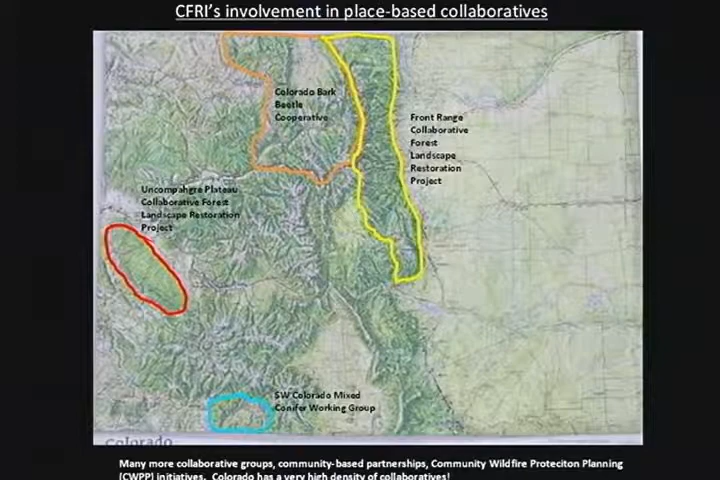 CFRI's involvement in place-based collaboratives
Colorado Bark
Beetle
Cooperative
Front Range
Collaborative
Forest
Landscape
Restoration
Project
Uncompahgre Plateau
Collaborative Forest
Landscape Restoration
Project
SW Colorado Mixed
Conifer Working Group
Colorado
Many more collaborative groups, community-based partnerships, Community Wildfire Proteciton Planning
(CWPP) initiatives. Colorado has a very high density of collaboratives!